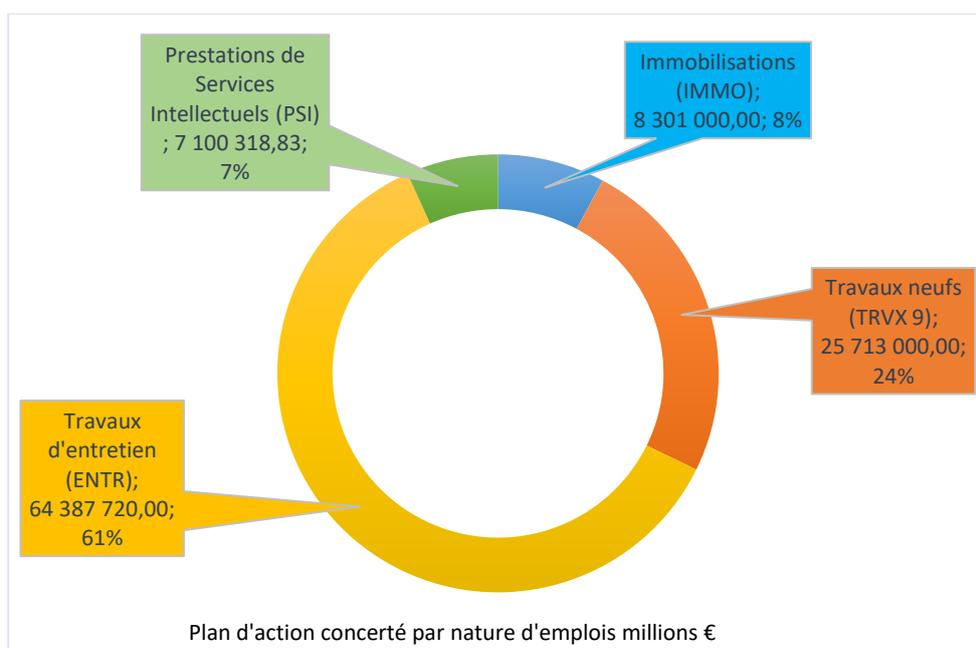 Prestations de
Services
Intellectuels (PSI)
; 7 100 318,83;
7%
Immobilisations
(IMMO);
8 301 000,00; 8%
Travaux neufs
(TRVX 9);
25 713 000,00;
24%
Travaux
d'entretien
(ENTR);
64 387 720,00;
61%
Plan d'action concerté par nature d'emplois millions €